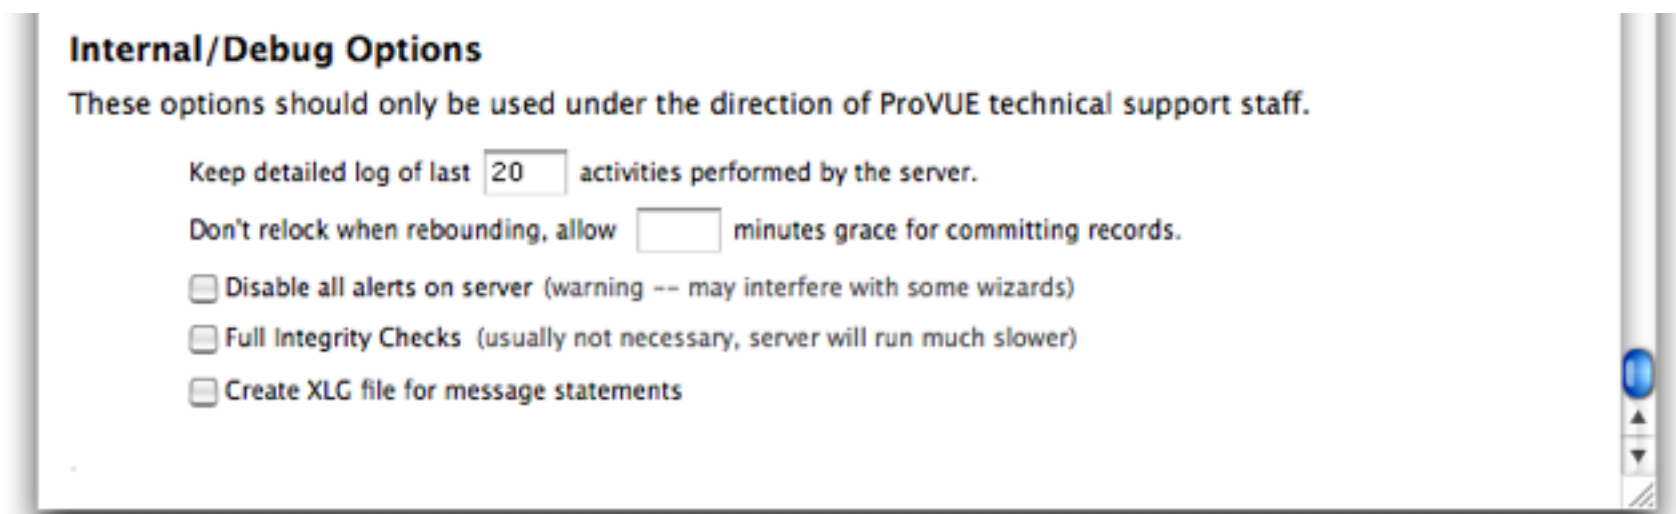 Internal/Debug Options
These options should only be used under the direction of ProVUE technical support staff.
Keep detailed log of last 20 activities performed by the server.
Don't relock when rebounding, allow minutes grace for committing records.
Disable all alerts on server (warning -- may interfere with some wizards)
Full Integrity Checks (usually not necessary, server will run much slower)
Create XLG file for message statements